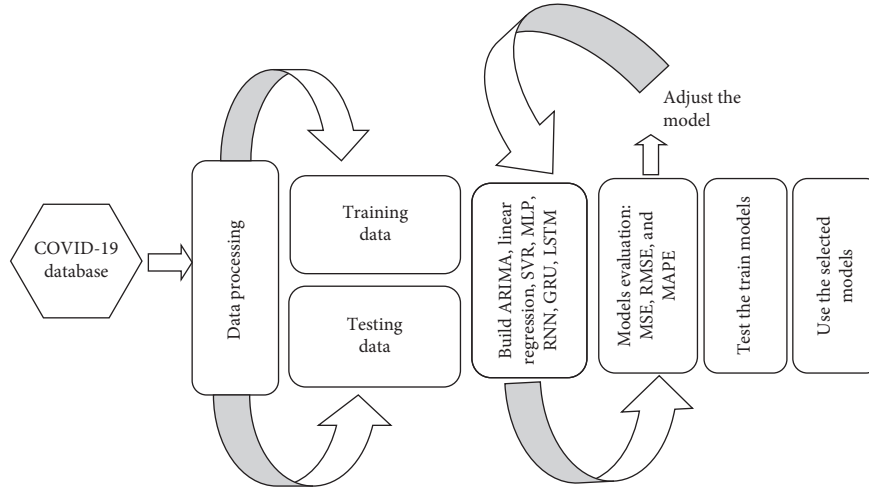 COVID-19
database
Data processing
Training
data
Testing
data
Build ARIMA, linear
regression, SVR, MLP,
RNN, GRU, LSTM
Adjust the
model
Models evaluation:
MSE, RMSE, and
MAPE
Test the train models
Use the selected
models